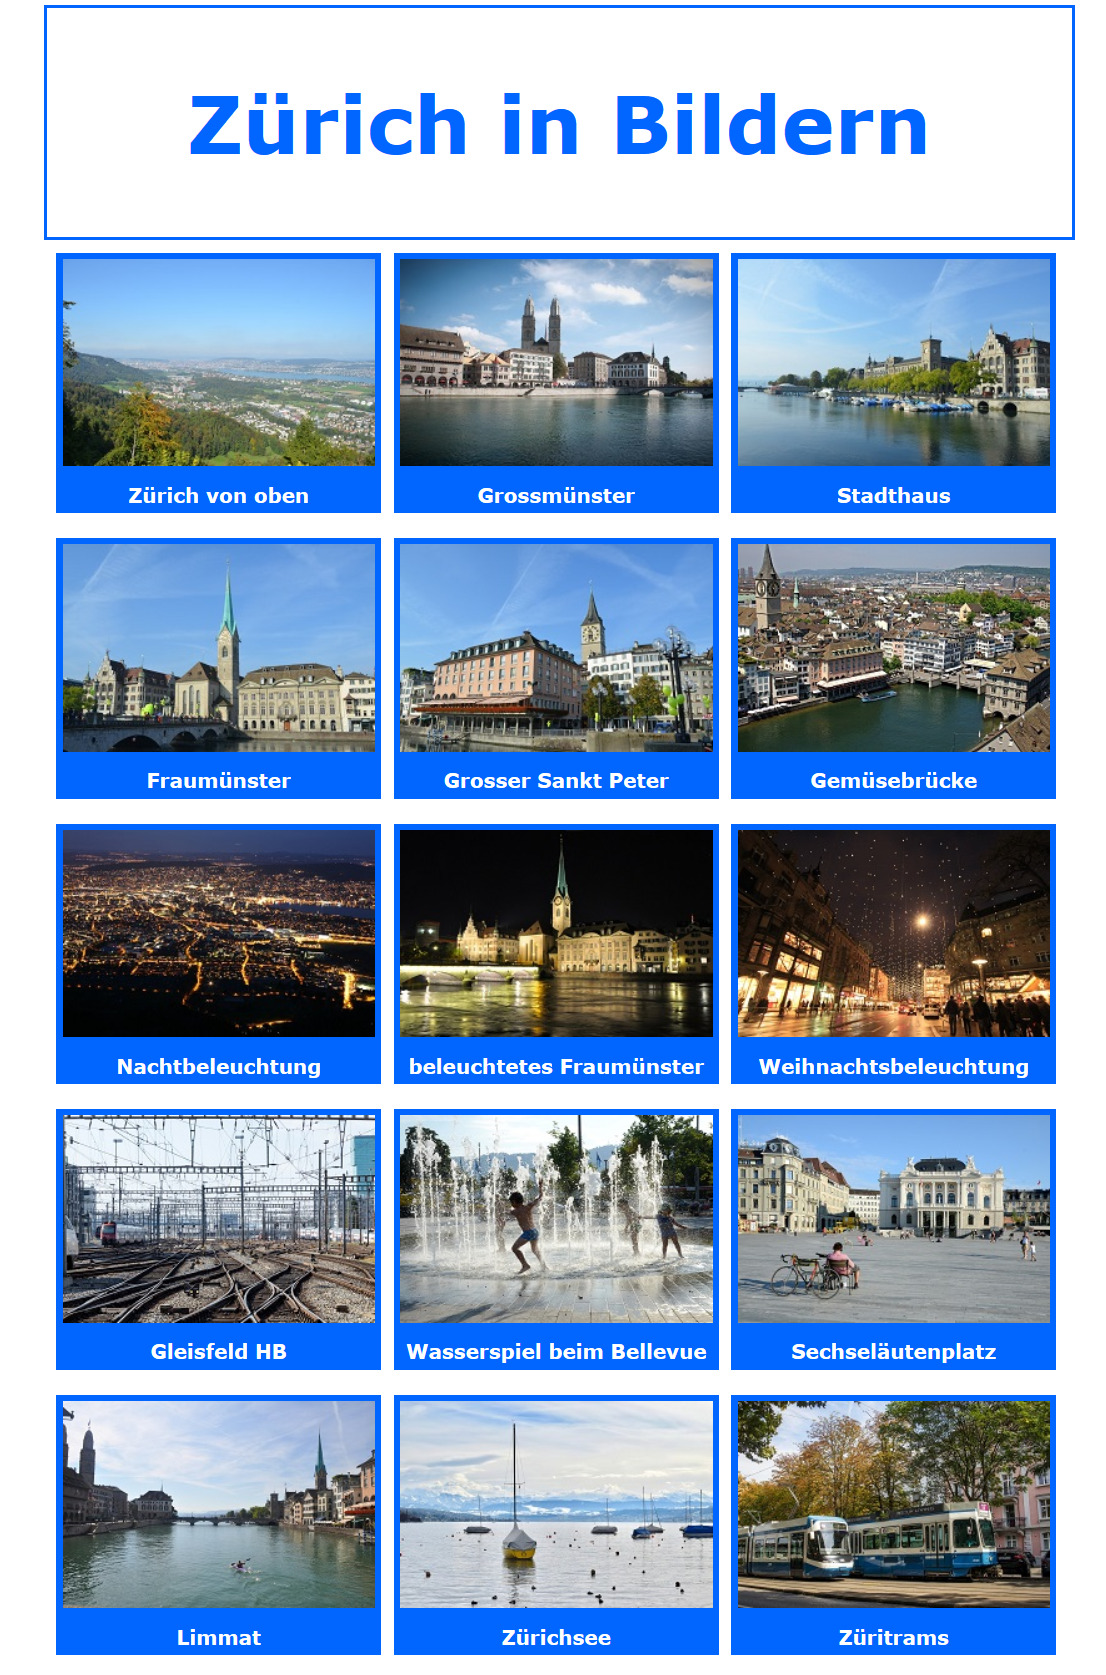 Zürich in Bildern
Zürich von oben
Grossmünster
Stadthaus
Fraumünster
Grosser Sankt Peter
Gemüsebrücke
Nachtbeleuchtung
beleuchtetes Fraumünster
Weihnachtsbeleuchtung
Gleisfeld HB
Wasserspiel beim Bellevue
Sechseläutenplatz
Limmat
Zürichsee
Züritrams